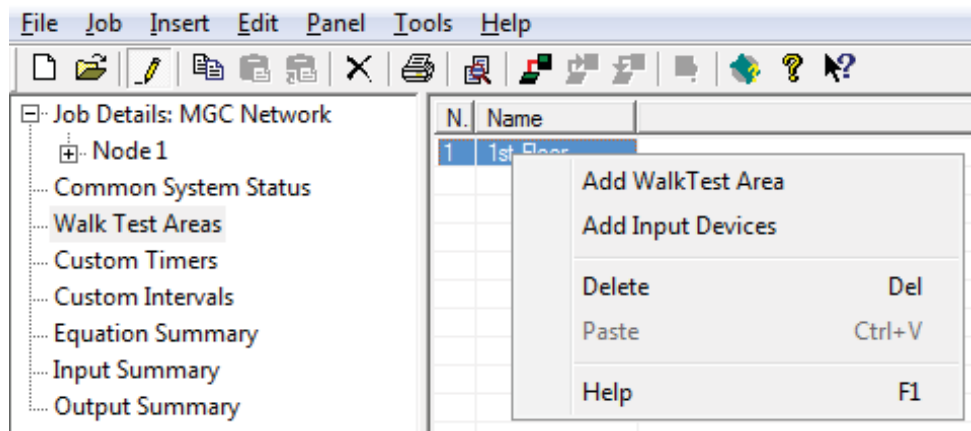 File Job Insert Edit Panel Tools Help
Job Details: MGC Network
Node 1
Common System Status
Walk Test Areas
Custom Timers
Custom Intervals
Equation Summary
Input Summary
Output Summary
N. Name
1 1st Floor
Add WalkTest Area
Add Input Devices
Delete Del
Paste Ctrl+V
Help F1